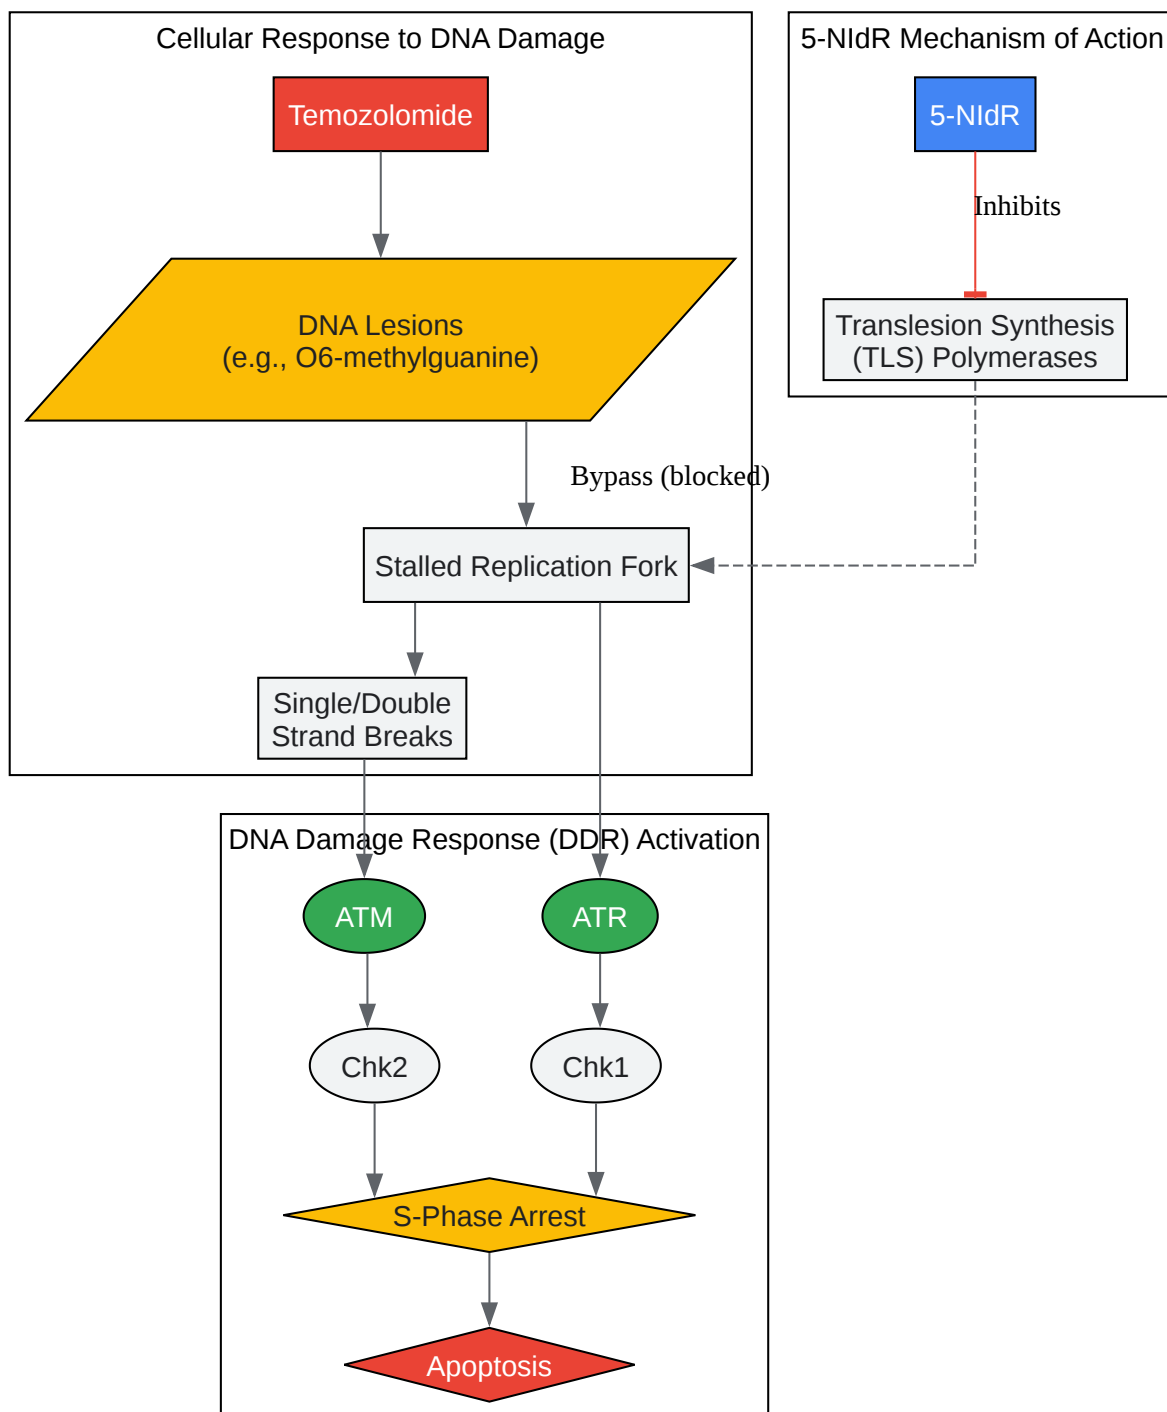 Cellular Response to DNA Damage
Temozolomide
DNA Lesions
(e.g., O6-methylguanine)
Bypass (blocked)
Stalled Replication Fork
Single/Double
Strand Breaks
5-NIdR Mechanism of Action
5-NIdR
Inhibits
Translesion Synthesis
(TLS) Polymerases
DNA Damage Response (DDR) Activation
ATM
ATR
Chk2
Chk1
S-Phase Arrest
Apoptosis